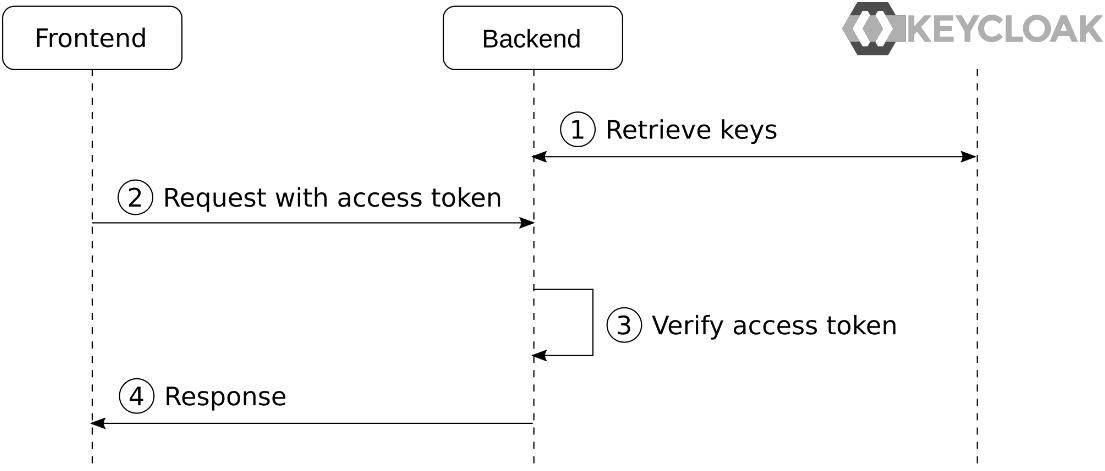 Frontend
Backend
KEYCLOAK
1 Retrieve keys
2 Request with access token
3 Verify access token
4 Response